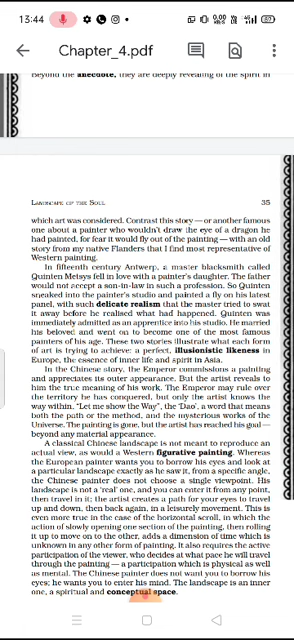 13:44
Chapter_4.pdf
Beyond the anecdote, they are deeply revealing of the spirit in
LANDSCAPE OF THE SOUL 35
which art was considered. Contrast this story — or another famous
one about a painter who wouldn't draw the eye of a dragon he
had painted, for fear it would fly out of the painting — with an old
story from my native Flanders that I find most representative of
Western painting.
In fifteenth century Antwerp, a master blacksmith called
Quinten Metsys fell in love with a painter's daughter. The father
would not accept a son-in-law in such a profession. So Quinten
sneaked into the painter's studio and painted a fly on his latest
panel, with such delicate realism that the master tried to swat
it away before he realised what had happened. Quinten was
immediately admitted as an apprentice into his studio. He married
his beloved and went on to become one of the most famous
painters of his age. These two stories illustrate what each form
of art is trying to achieve: a perfect, illusionistic likeness in
Europe, the essence of inner life and spirit in Asia.
In the Chinese story, the Emperor commissions a painting
and appreciates its outer appearance. But the artist reveals to
him the true meaning of his work. The Emperor may rule over
the territory he has conquered, but only the artist knows the
way within. "Let me show the Way", the 'Dao', a word that means
both the path or the method, and the mysterious works of the
Universe. The painting is gone, but the artist has reached his goal —
beyond any material appearance.
A classical Chinese landscape is not meant to reproduce an
actual view, as would a Western figurative painting. Whereas
the European painter wants you to borrow his eyes and look at
a particular landscape exactly as he saw it, from a specific angle,
the Chinese painter does not choose a single viewpoint. His
landscape is not a 'real' one, and you can enter it from any point,
then travel in it; the artist creates a path for your eyes to travel
up and down, then back again, in a leisurely movement. This is
even more true in the case of the horizontal scroll, in which the
action of slowly opening one section of the painting, then rolling
it up to move on to the other, adds a dimension of time which is
unknown in any other form of painting. It also requires the active
participation of the viewer, who decides at what pace he will travel
through the painting — a participation which is physical as well
as mental. The Chinese painter does not want you to borrow his
eyes; he wants you to enter his mind. The landscape is an inner
one, a spiritual and conceptual space.